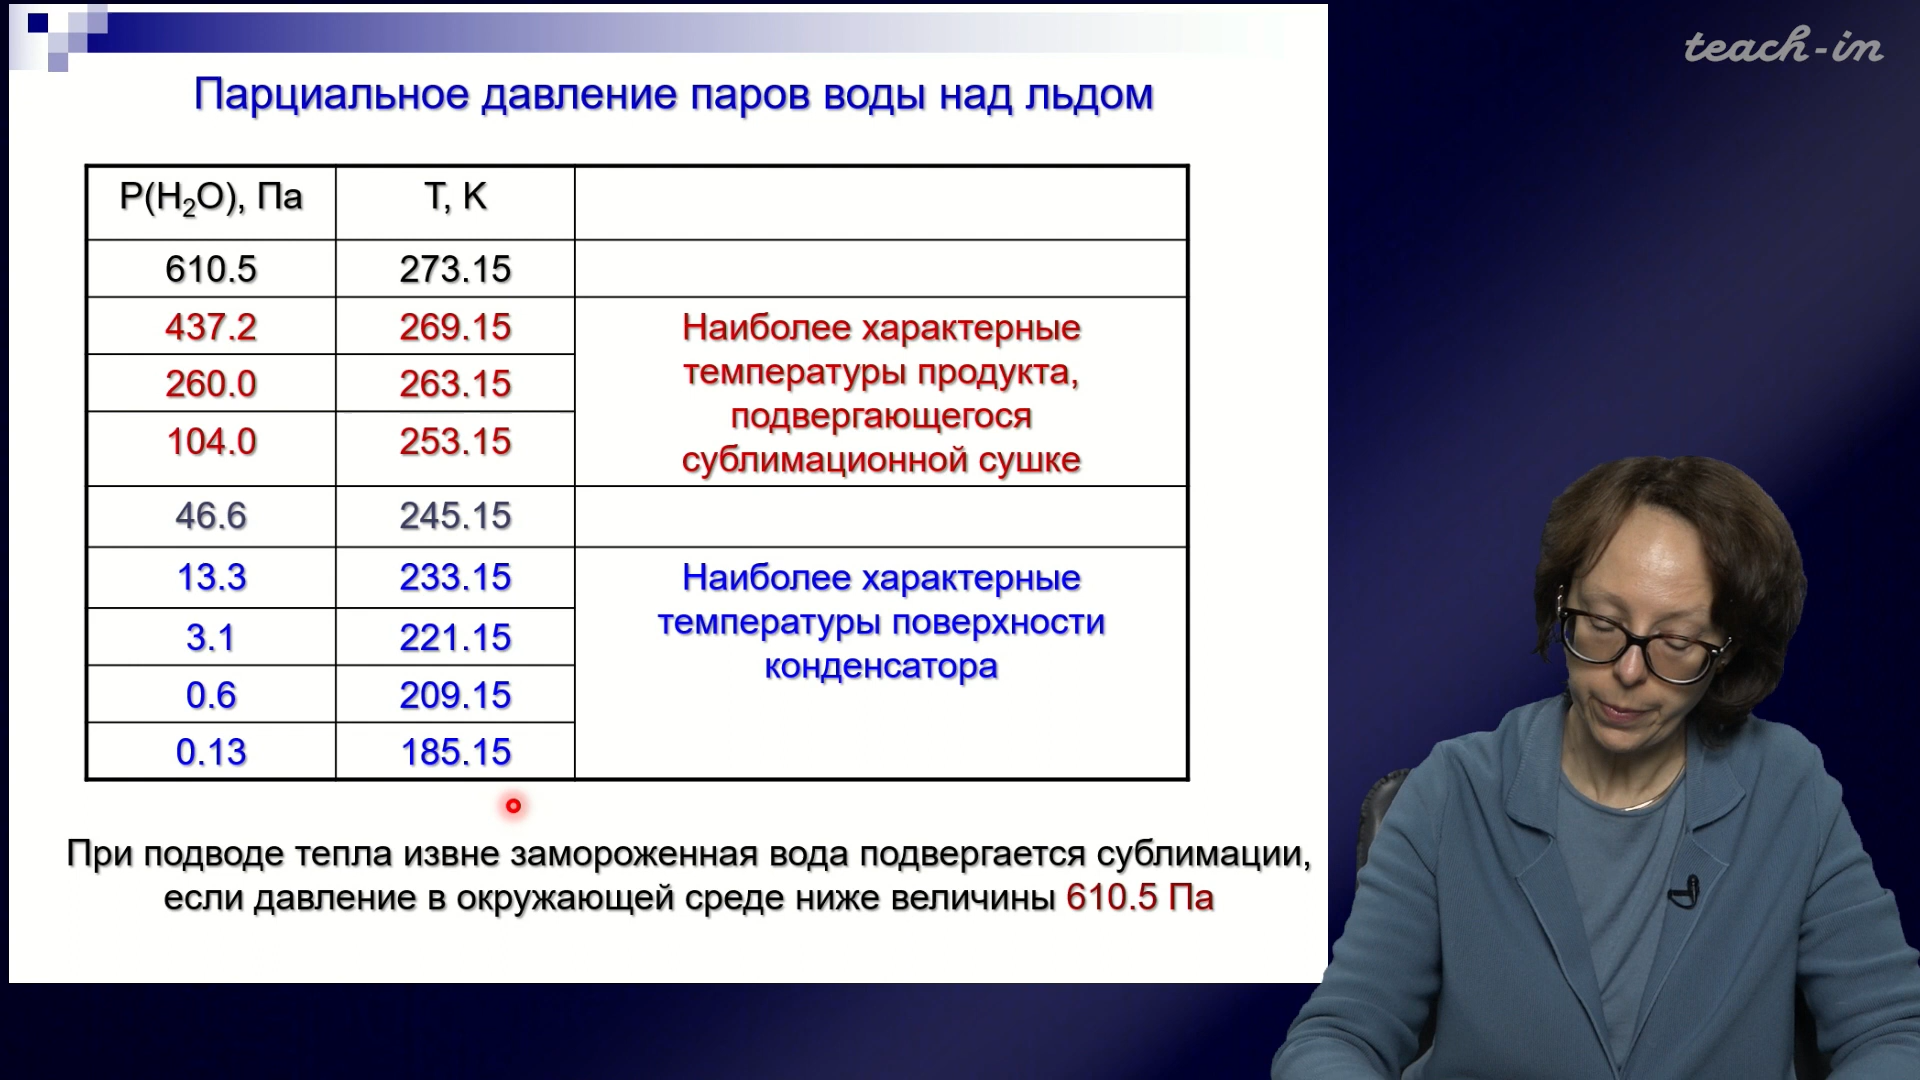 teach-in
Парциальное давление паров воды над льдом
P(H₂O), Па T, K
610.5 273.15
437.2 269.15 Наиболее характерные
260.0 263.15 температуры продукта,
подвергающегося
104.0 253.15 сублимационной сушке
46.6 245.15
13.3 233.15 Наиболее характерные
3.1 221.15 температуры поверхности
конденсатора
0.6 209.15
0.13 185.15
При подводе тепла извне замороженная вода подвергается сублимации,
если давление в окружающей среде ниже величины 610.5 Па